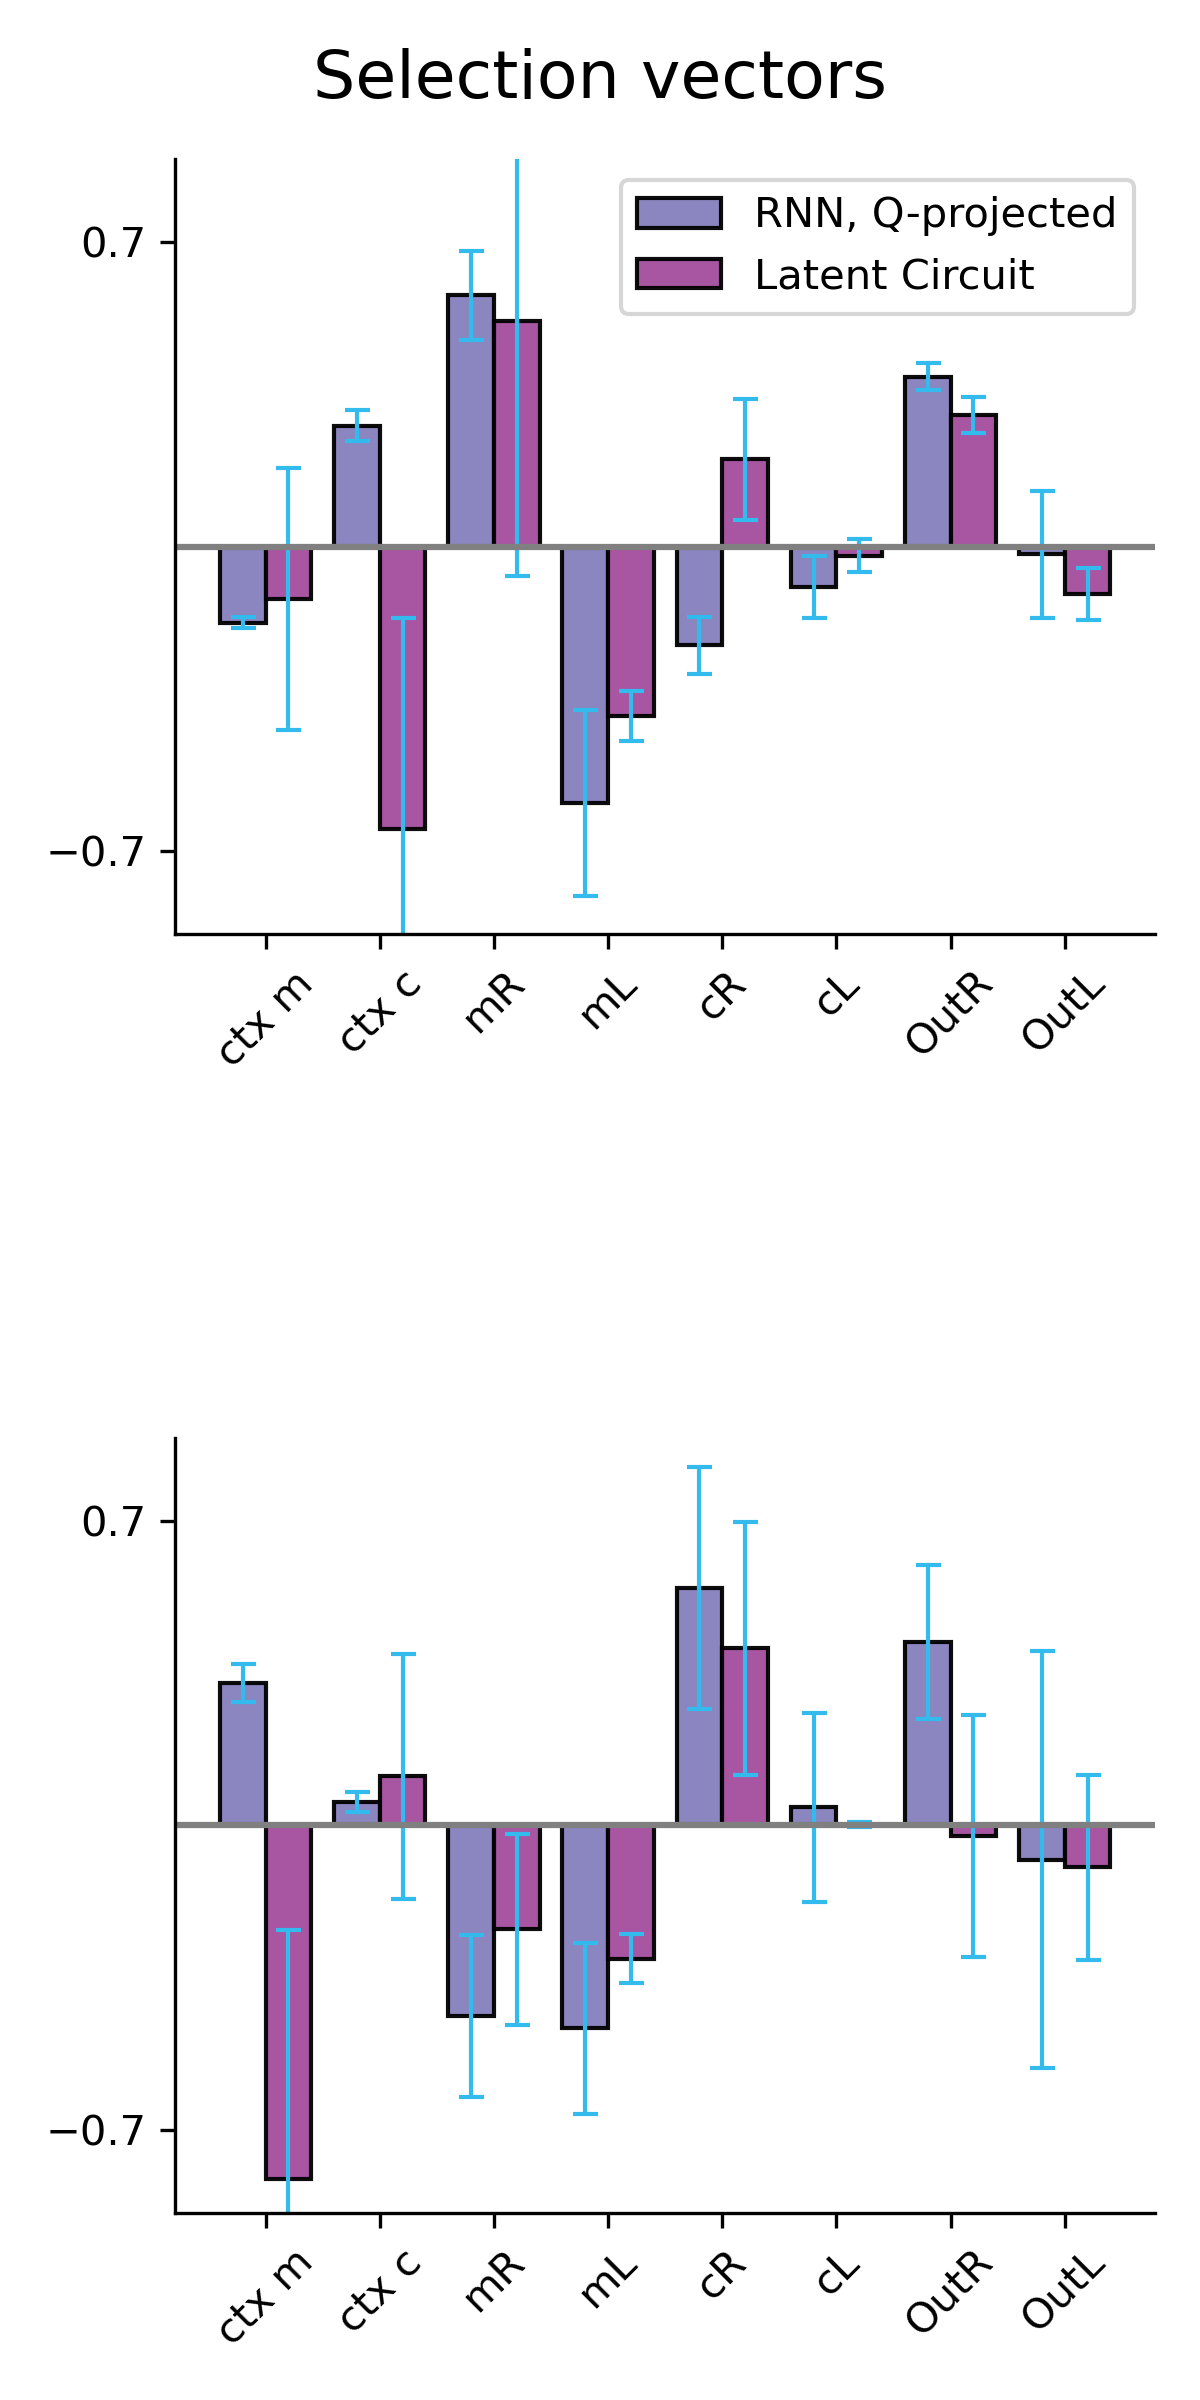 Selection vectors
RNN, Q-projected
Latent Circuit
0.7
−0.7
ctx m
ctx c
mR
mL
cR
cL
OutR
OutL
0.7
−0.7
ctx m
ctx c
mR
mL
cR
cL
OutR
OutL